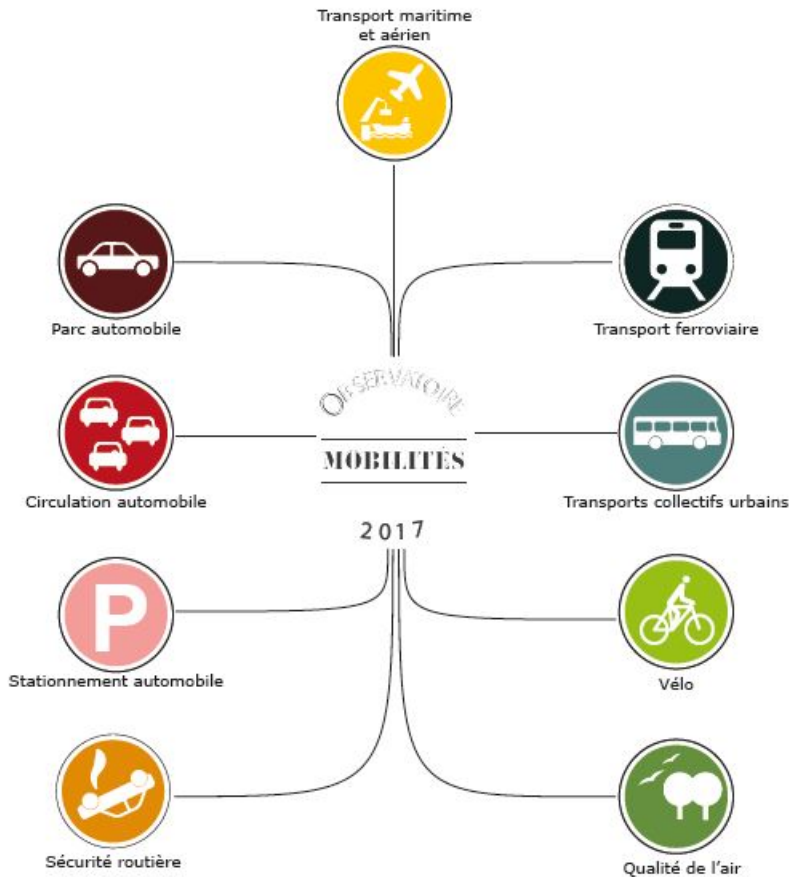 Transport maritime
et aérien
Parc automobile
Transport ferroviaire
OBSERVATOIRE
MOBILITÉS
Circulation automobile
Transports collectifs urbains
2017
P
Stationnement automobile
Vélo
Sécurité routière
Qualité de l'air